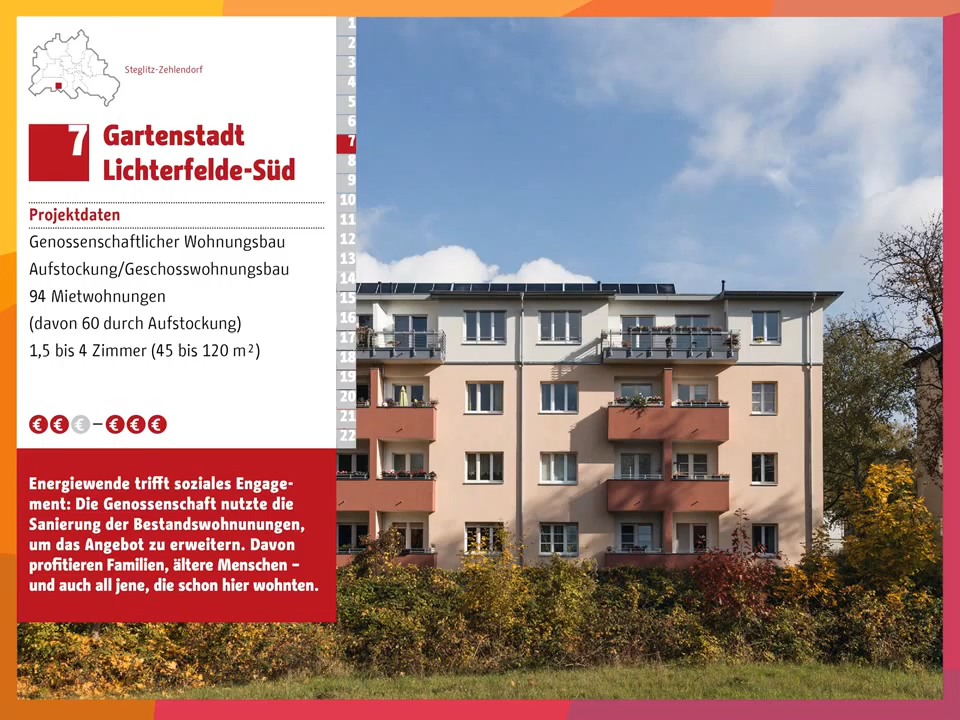 Steglitz-Zehlendorf
7
Gartenstadt
Lichterfelde-Süd
Projektdaten
Genossenschaftlicher Wohnungsbau
Aufstockung/Geschosswohnungsbau
94 Mietwohnungen
(davon 60 durch Aufstockung)
1,5 bis 4 Zimmer (45 bis 120 m²)
€ € € – € € €
Energiewende trifft soziales Engage-
ment: Die Genossenschaft nutzte die
Sanierung der Bestandswohnunungen,
um das Angebot zu erweitern. Davon
profitieren Familien, ältere Menschen –
und auch all jene, die schon hier wohnten.
1
2
3
4
5
6
7
8
9
10
11
12
13
14
15
16
17
18
19
20
21
22